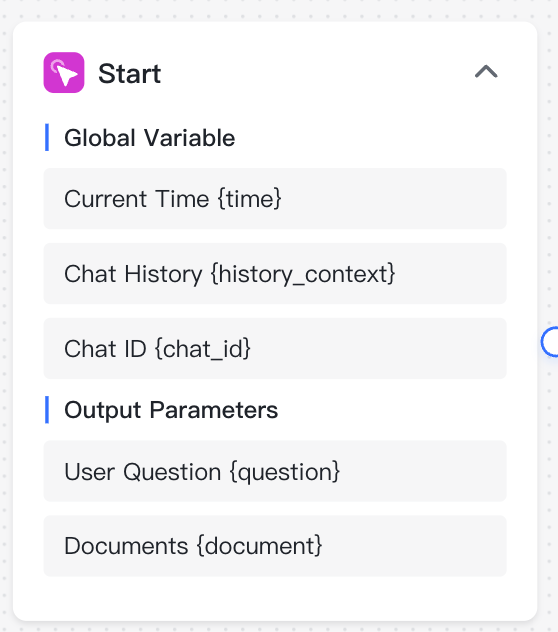 Start
Global Variable
Current Time {time}
Chat History {history_context}
Chat ID {chat_id}
Output Parameters
User Question {question}
Documents {document}